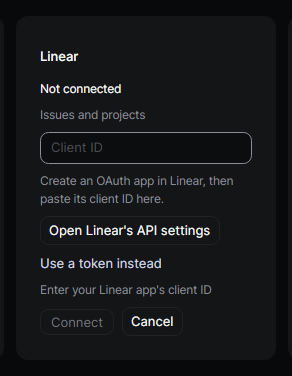 Linear
Not connected
Issues and projects
Client ID
Create an OAuth app in Linear, then
paste its client ID here.
Open Linear's API settings
Use a token instead
Enter your Linear app's client ID
Connect Cancel